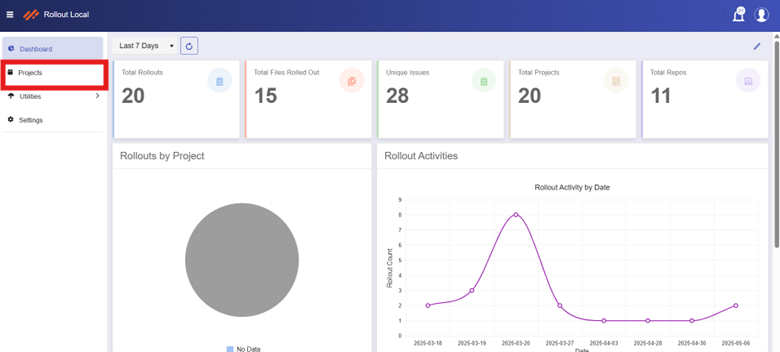 Rollout Local
Dashboard
Projects
Utilities
Settings
Last 7 Days
Total Rollouts
20
Total Files Rolled Out
15
Unique Issues
28
Total Projects
20
Total Repos
11
Rollouts by Project
No Data
Rollout Activities
Rollout Activity by Date
Rollout Count
9
8
7
6
5
4
3
2
1
0
2025-03-18 2025-03-19 2025-03-20 2025-03-27 2025-04-03 2025-04-28 2025-04-30 2025-05-06
Date